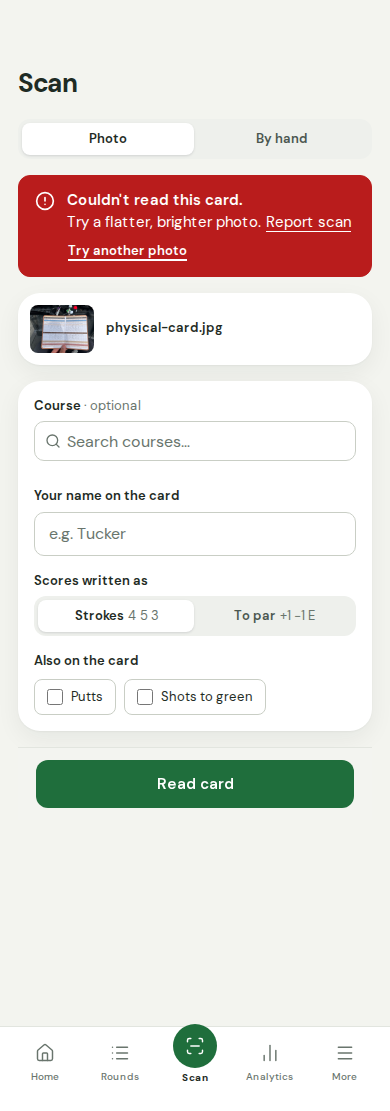 Scan
Photo
By hand
Couldn't read this card.
Try a flatter, brighter photo. Report scan
Try another photo
physical-card.jpg
Course · optional
Search courses...
Your name on the card
e.g. Tucker
Scores written as
Strokes 4 5 3
To par +1 -1 E
Also on the card
Putts
Shots to green
Read card
Home
Rounds
Scan
Analytics
More